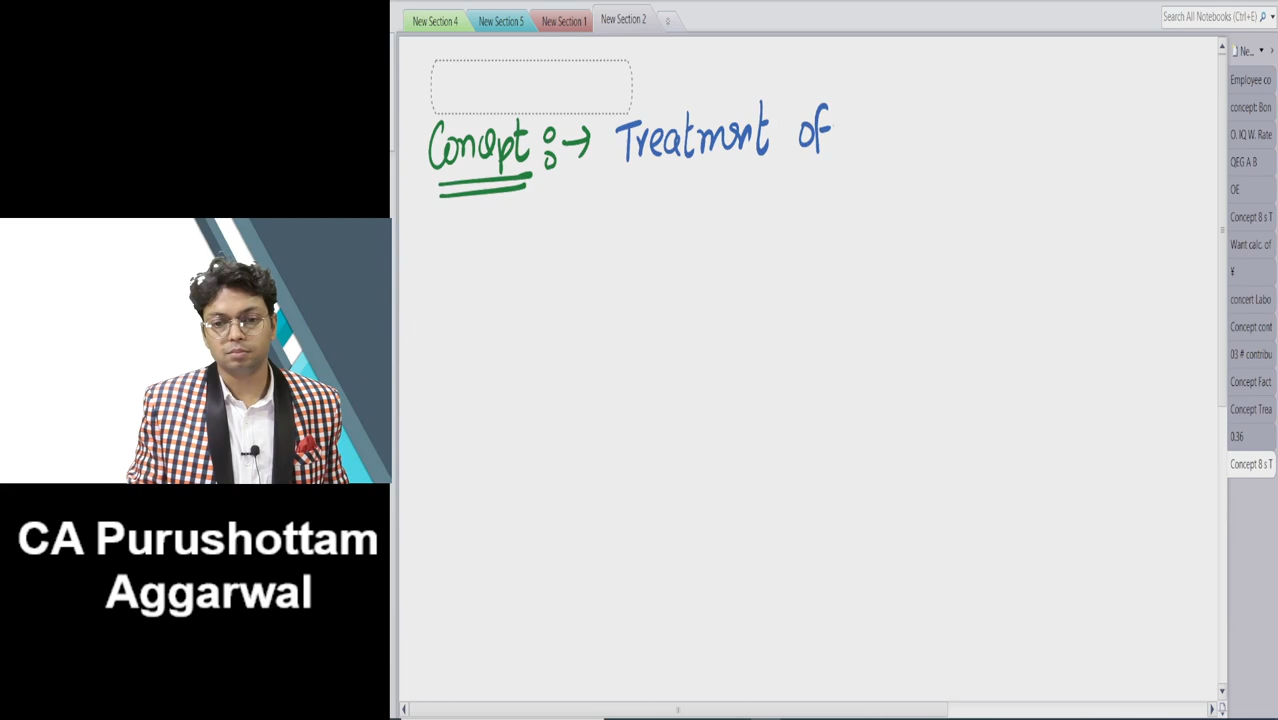 New Section 4 New Section 5 New Section 1 New Section 2
Search All Notebooks (Ctrl+E)
Concept :→ Treatment of
Ne...
Employee co
concept: Bon
O. IQ W. Rate
QEG A B
OE
Concept 8 s T
Want calc. of
¥
concert Labo
Concept cont
03 # contribu
Concept Fact
Concept Trea
0.36
Concept 8 s T
CA Purushottam
Aggarwal